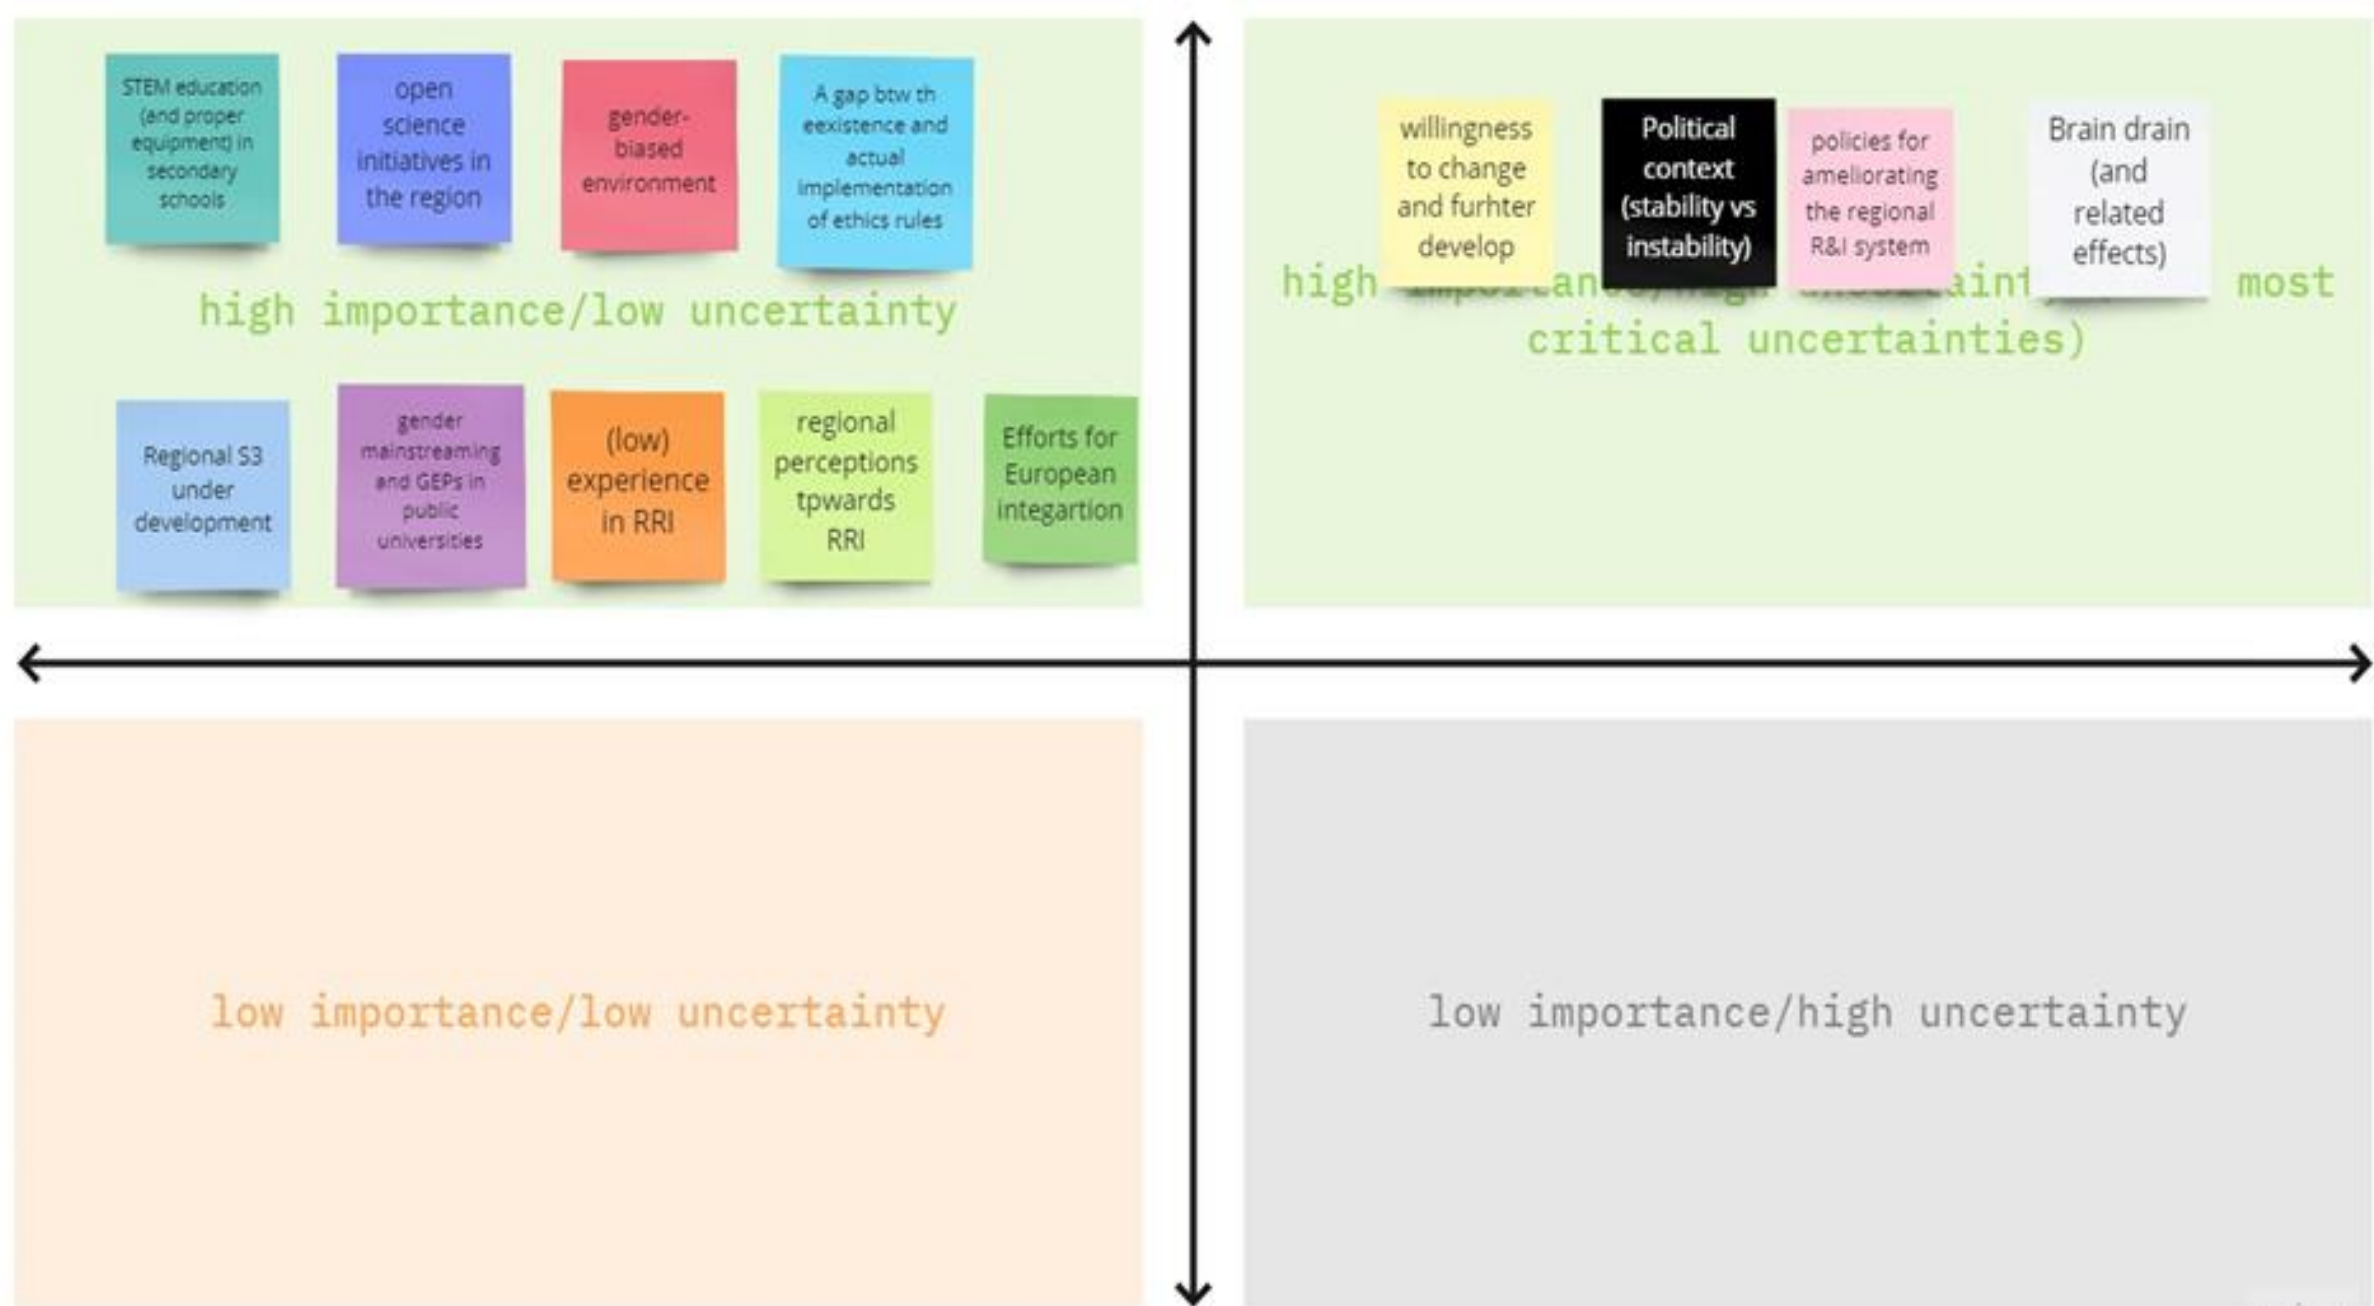 STEM education
(and proper
equipment) in
secondary
schools
open
science
initiatives in
the region
gender-
biased
environment
A gap btw th
eexistence and
actual
implementation
of ethics rules
high importance/low uncertainty
Regional S3
under
development
gender
mainstreaming
and GEPs in
public
universities
(low)
experience
in RRI
regional
perceptions
tpwards
RRI
Efforts for
European
integartion
willingness
to change
and furhter
develop
Political
context
(stability vs
instability)
policies for
ameliorating
the regional
R&I system
Brain drain
(and
related
effects)
high most
critical uncertainties)
low importance/low uncertainty
low importance/high uncertainty